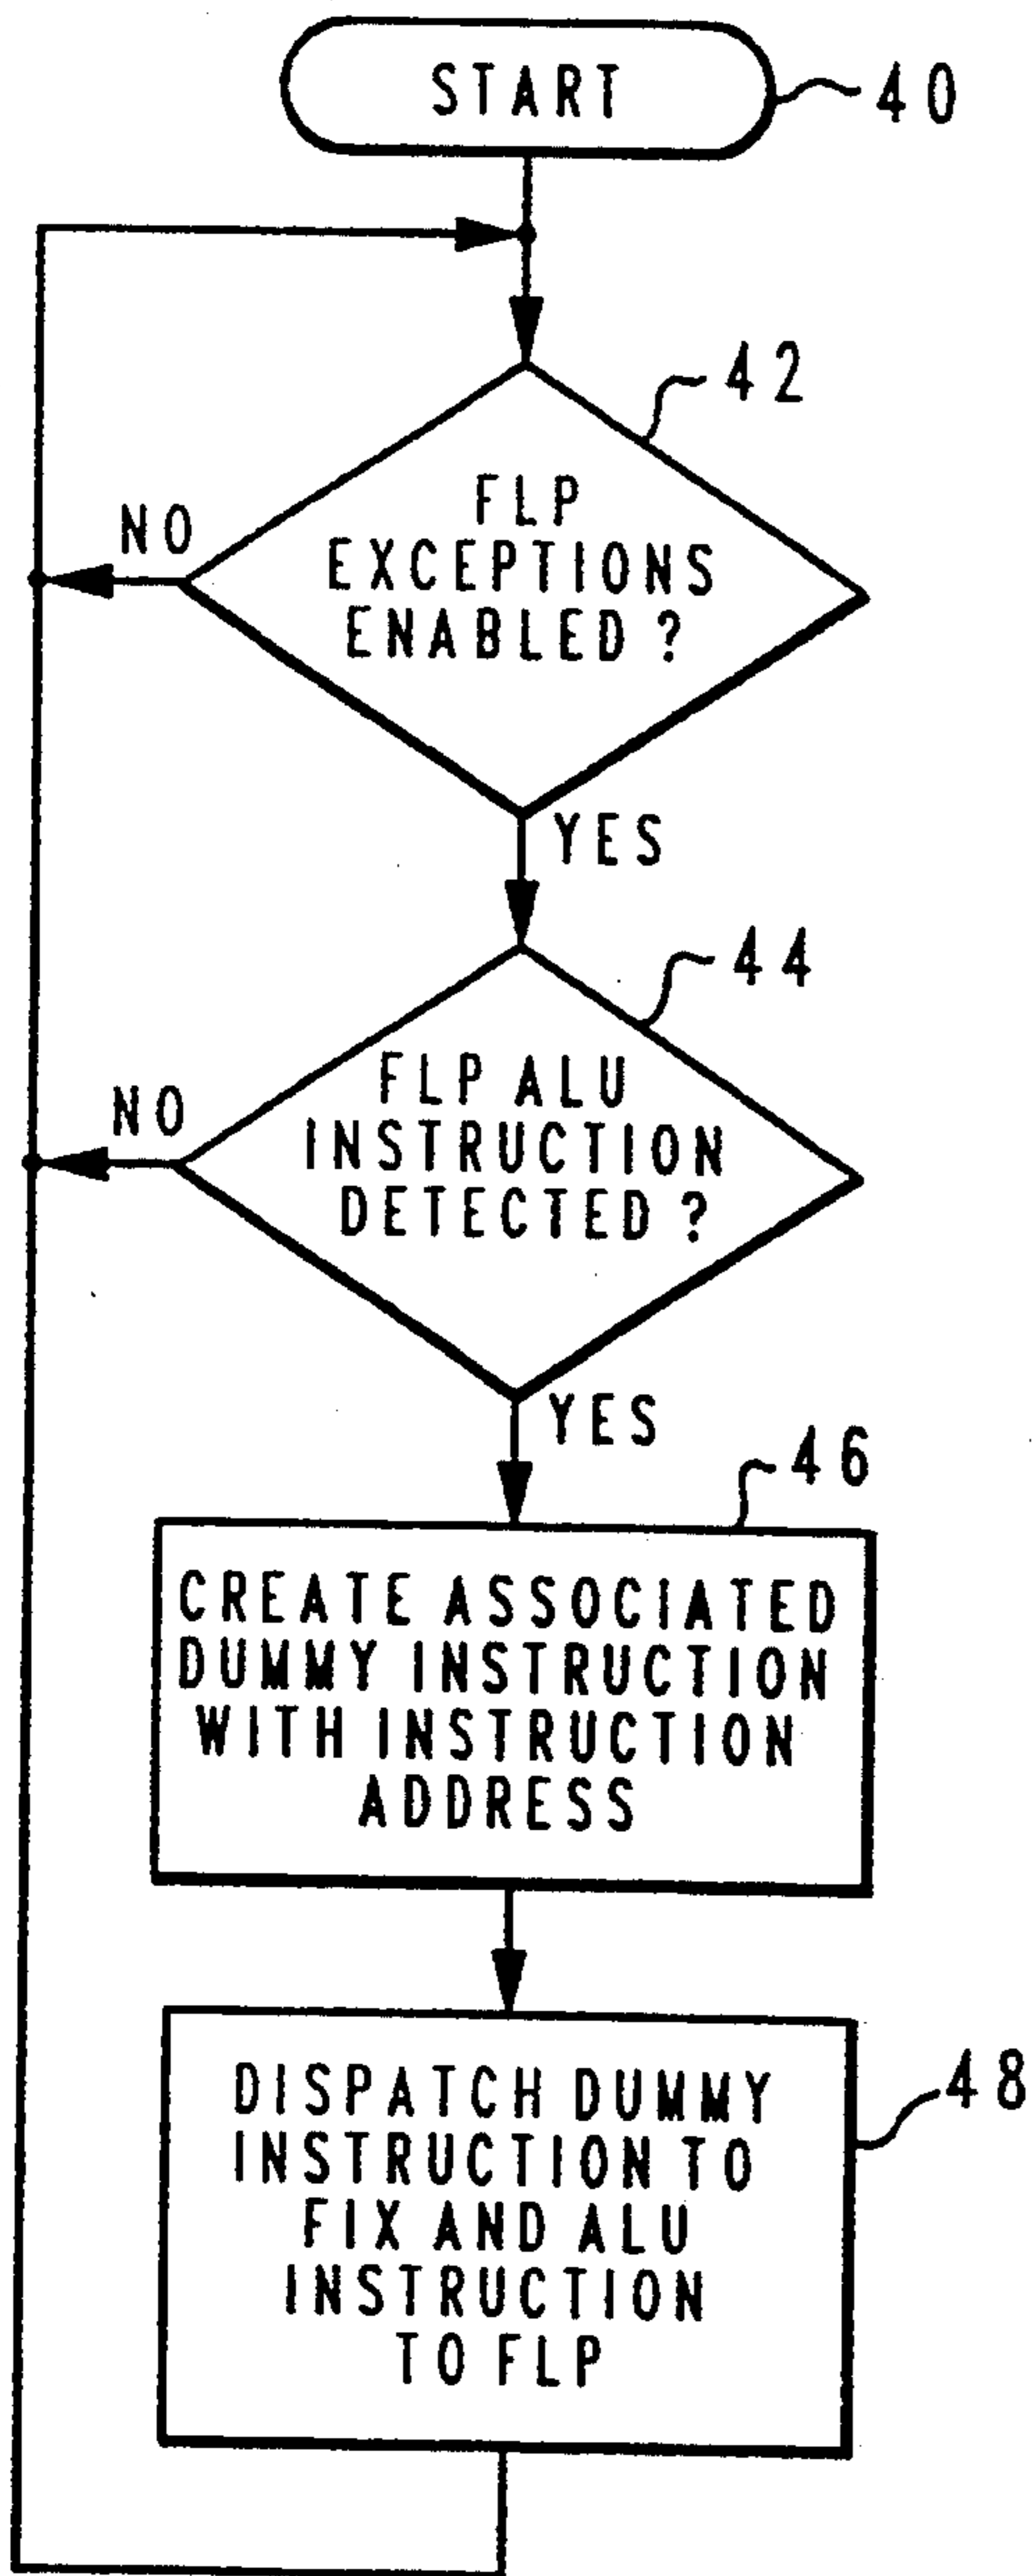 START
40
42
FLP
EXCEPTIONS
ENABLED ?
NO
YES
44
FLP ALU
INSTRUCTION
DETECTED ?
NO
YES
46
CREATE ASSOCIATED
DUMMY INSTRUCTION
WITH INSTRUCTION
ADDRESS
48
DISPATCH DUMMY
INSTRUCTION TO
FIX AND ALU
INSTRUCTION
TO FLP